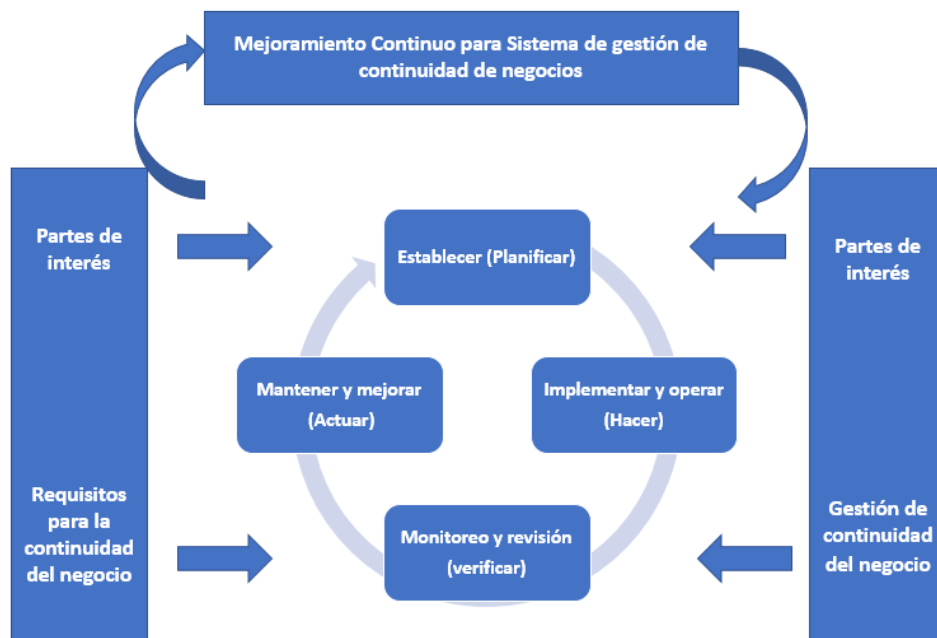 Mejoramiento Continuo para Sistema de gestión de
continuidad de negocios
Partes de
interés
Requisitos
para la
continuidad
del negocio
Establecer (Planificar)
Mantener y mejorar
(Actuar)
Implementar y operar
(Hacer)
Monitoreo y revisión
(verificar)
Partes de
interés
Gestión de
continuidad
del negocio